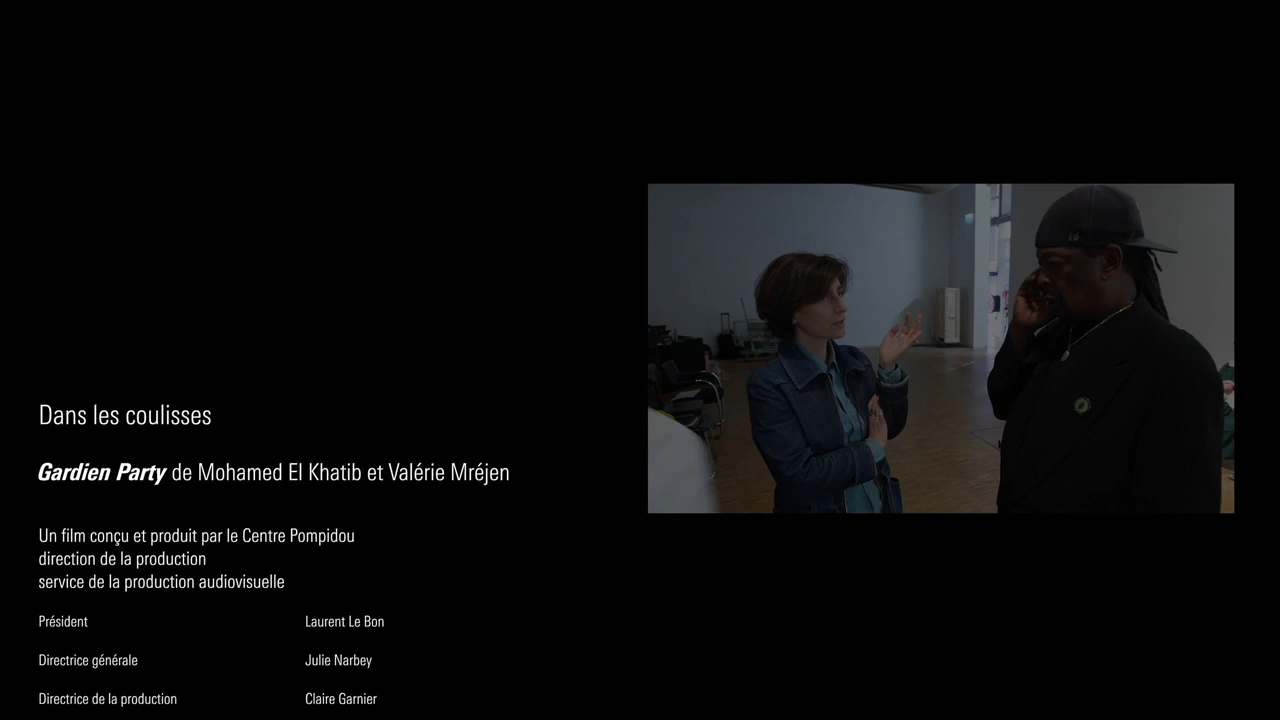 Dans les coulisses
Gardien Party de Mohamed El Khatib et Valérie Mréjen
Un film conçu et produit par le Centre Pompidou
direction de la production
service de la production audiovisuelle
Président Laurent Le Bon
Directrice générale Julie Narbey
Directrice de la production Claire Garnier